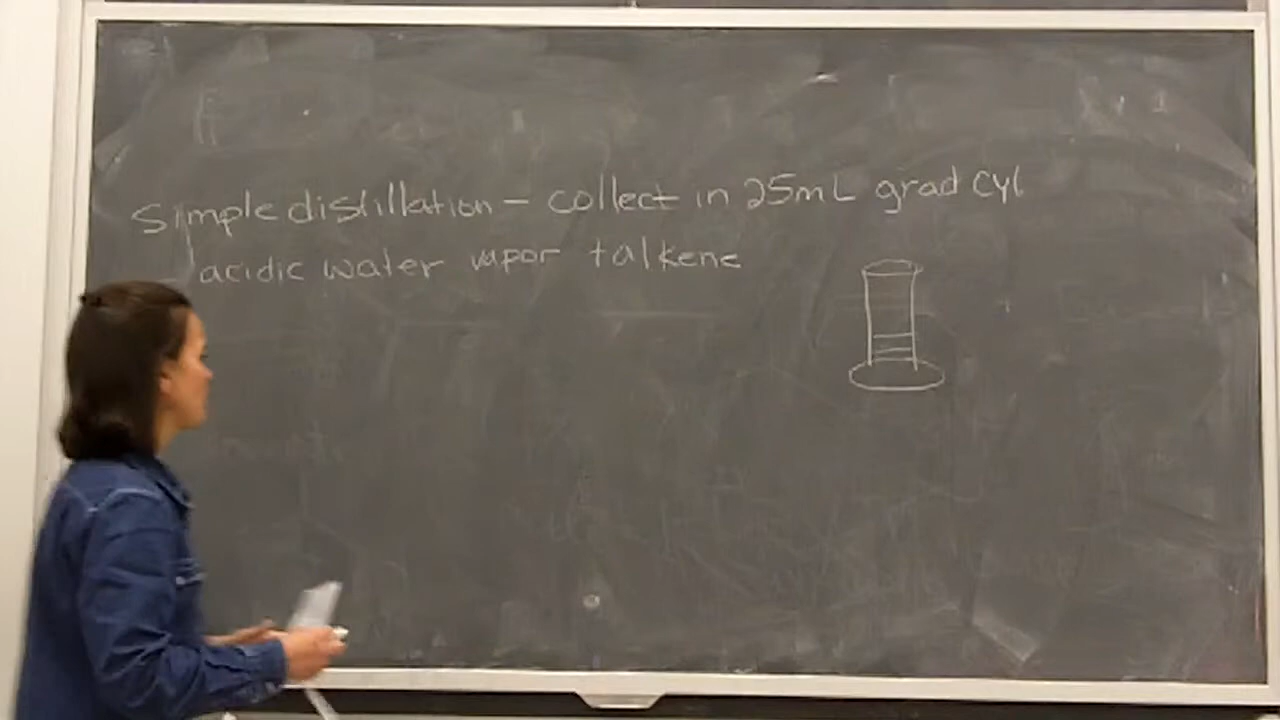 Simple distillation - collect in 25mL grad Cyl
acidic water vapor + alkene